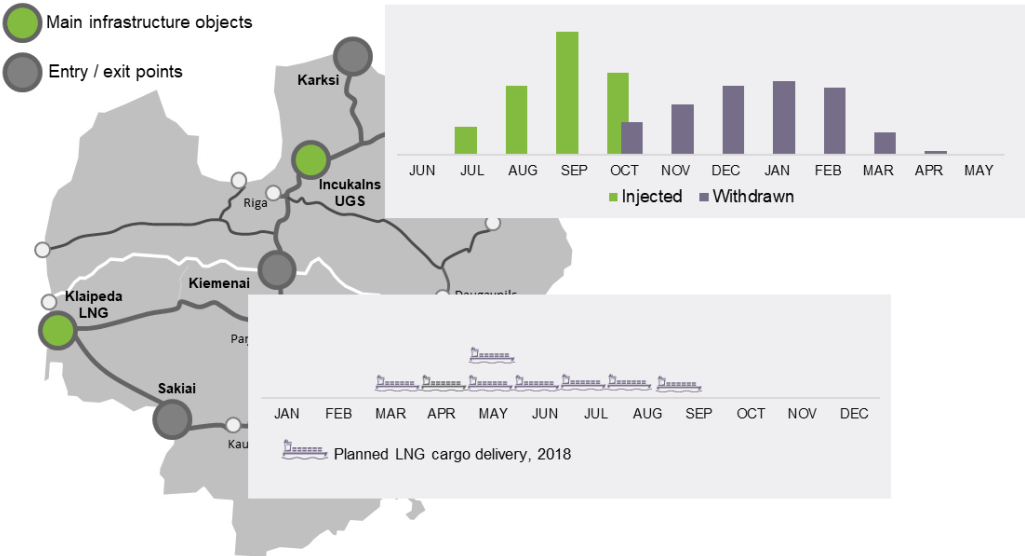 Main infrastructure objects
Entry / exit points
Karksi
Incukalns
UGS
Riga
JUN JUL AUG SEP OCT NOV DEC JAN FEB MAR APR MAY
Injected Withdrawn
Kiemenai
Klaipeda
LNG
Sakiai
JAN FEB MAR APR MAY JUN JUL AUG SEP OCT NOV DEC
Planned LNG cargo delivery, 2018